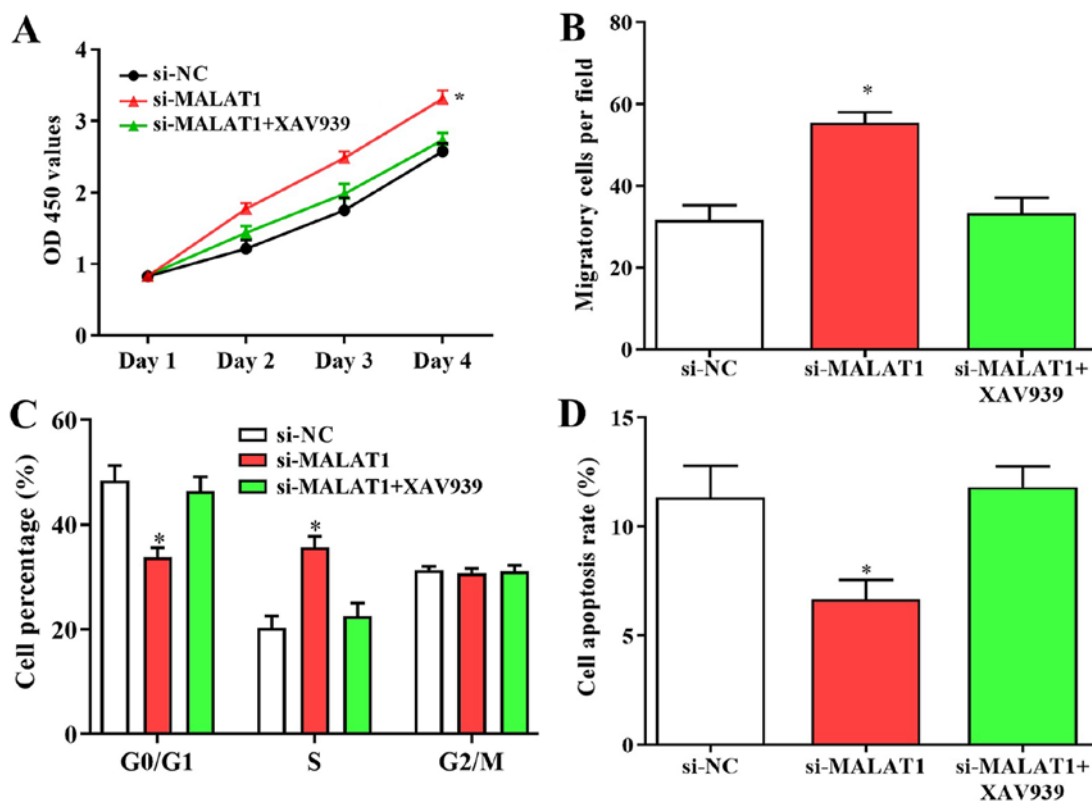 A
OD 450 values
4
3
2
1
0
si-NC
si-MALAT1
si-MALAT1+XAV939
*
Day 1 Day 2 Day 3 Day 4
B
Migratory cells per field
80
60
40
20
0
*
si-NC si-MALAT1 si-MALAT1+
XAV939
C
Cell percentage (%)
60
40
20
0
si-NC
si-MALAT1
si-MALAT1+XAV939
* *
G0/G1 S G2/M
D
Cell apoptosis rate (%)
15
10
5
0
*
si-NC si-MALAT1 si-MALAT1+
XAV939